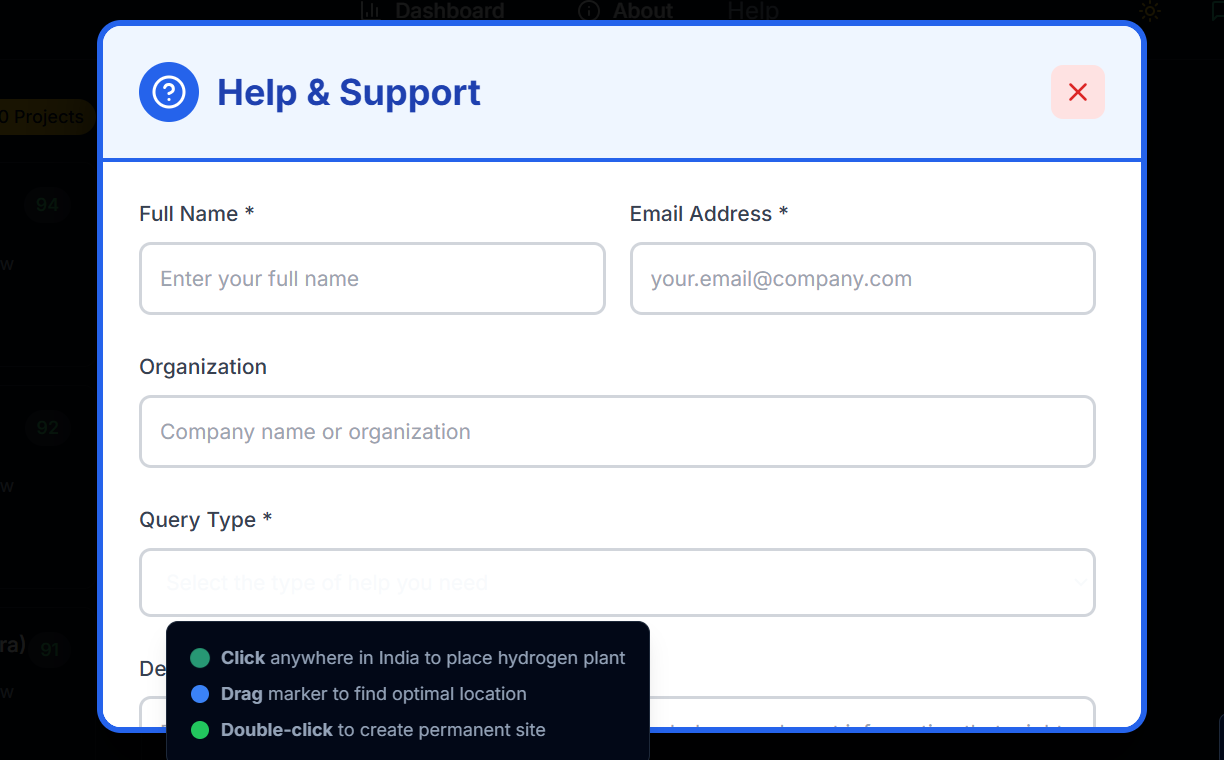 Dashboard About Help
Help & Support
0 Projects
Full Name * Email Address *
94
w
Enter your full name your.email@company.com
Organization
92
Company name or organization
w
Query Type *
Select the type of help you need
ra) 91
Click anywhere in India to place hydrogen plant
De
w
Drag marker to find optimal location
Double-click to create permanent site